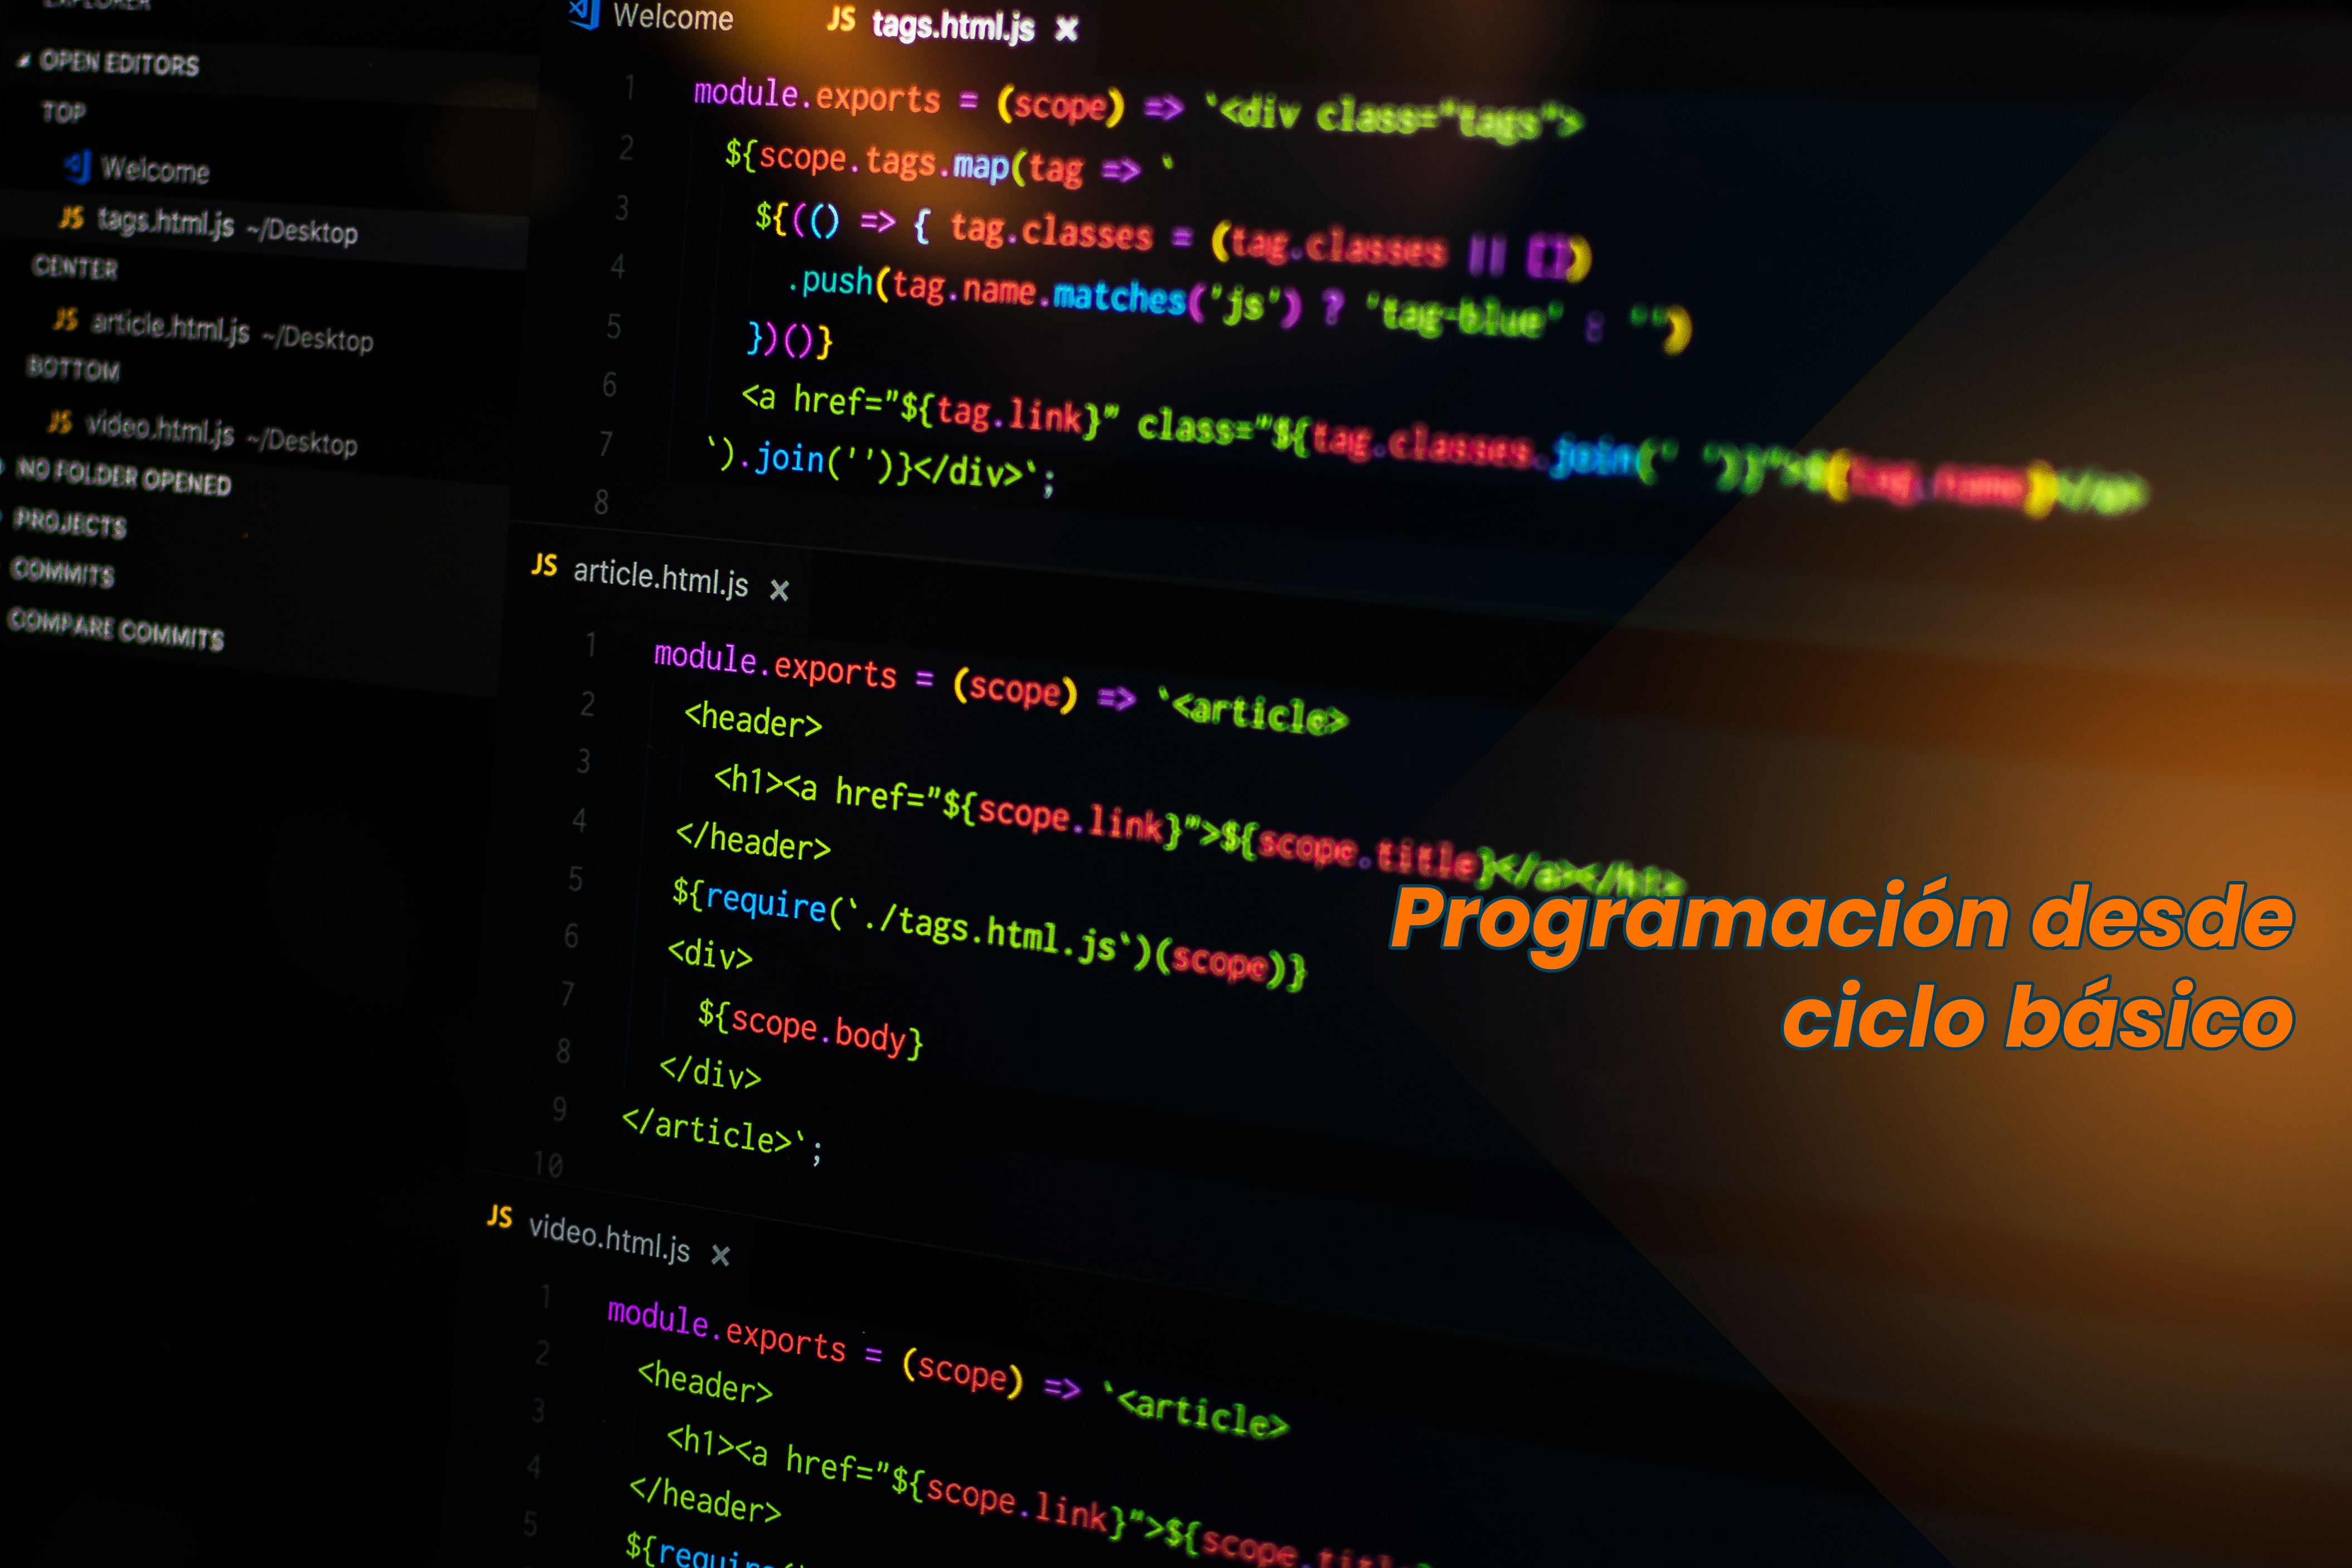 EXPLORER
OPEN EDITORS
TOP
Welcome
tags.html.js ~/Desktop
CENTER
article.html.js ~/Desktop
BOTTOM
video.html.js ~/Desktop
NO FOLDER OPENED
PROJECTS
COMMITS
COMPARE COMMITS
Welcome JS tags.html.js ×
1 module.exports = (scope) => `<div class="tags">
2 ${scope.tags.map(tag => `
3 ${(() => { tag.classes = (tag.classes || [])
4 .push(tag.name.matches('js') ? 'tag-blue' : '')
5 })()}
6 <a href="${tag.link}" class="${tag.classes.join(' ')}">${tag.name}</a>
7 `).join('')}</div>`;
8
JS article.html.js ×
1 module.exports = (scope) => `<article>
2 <header>
3 <h1><a href="${scope.link}">${scope.title}</a></h1>
4 </header>
5 ${require(`./tags.html.js`)(scope)}
6 <div>
7 ${scope.body}
8 </div>
9 </article>`;
10
JS video.html.js ×
1 module.exports = (scope) => `<article>
2 <header>
3 <h1><a href="${scope.link}">${scope.title
4 </header>
5 ${require(`
Programación desde
ciclo básico